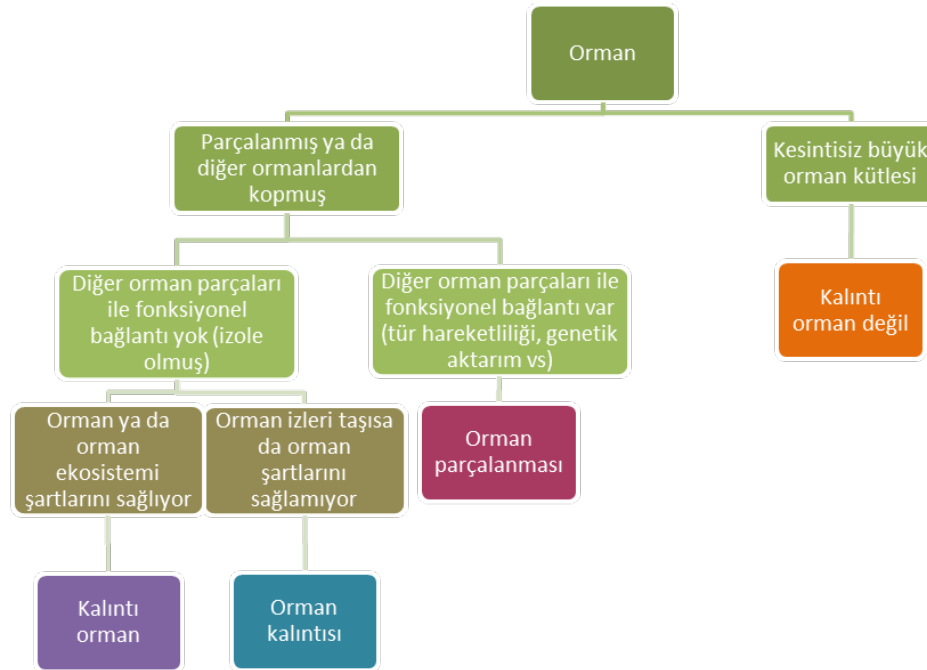 Orman
Parçalanmış ya da
diğer ormanlardan
kopmuş
Kesintisiz büyük
orman kütlesi
Diğer orman parçaları
ile fonksiyonel
bağlantı yok (izole
olmuş)
Diğer orman parçaları ile
fonksiyonel bağlantı var
(tür hareketliliği, genetik
aktarım vs)
Kalıntı
orman değil
Orman ya da
orman
ekosistemi
şartlarını sağlıyor
Orman izleri taşısa
da orman
şartlarını
sağlamıyor
Orman
parçalanması
Kalıntı
orman
Orman
kalıntısı